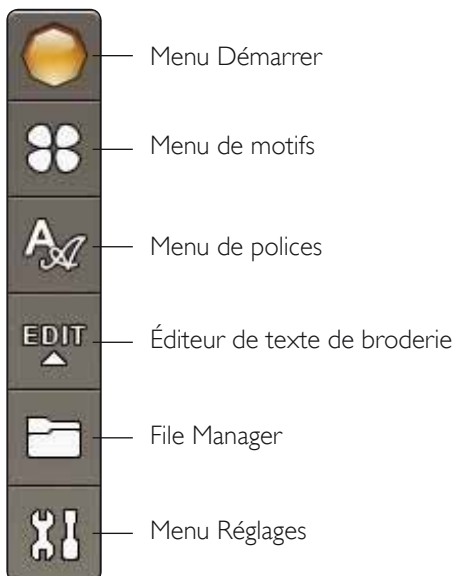 Menu Démarrer
Menu de motifs
A A
Menu de polices
EDIT
Éditeur de texte de broderie
File Manager
Menu Réglages